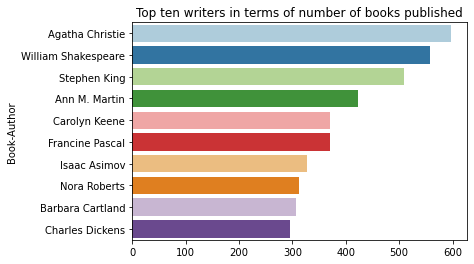 Top ten writers in terms of number of books published
Book-Author
Agatha Christie
William Shakespeare
Stephen King
Ann M. Martin
Carolyn Keene
Francine Pascal
Isaac Asimov
Nora Roberts
Barbara Cartland
Charles Dickens
0 100 200 300 400 500 600